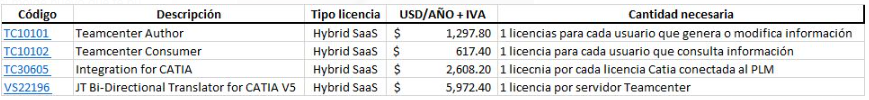 Código Descripción Tipo licencia USD/AÑO + IVA Cantidad necesaria
TC10101 Teamcenter Author Hybrid SaaS $ 1,297.80 1 licencias para cada usuario que genera o modifica información
TC10102 Teamcenter Consumer Hybrid SaaS $ 617.40 1 licencia para cada usuario que consulta información
TC30605 Integration for CATIA Hybrid SaaS $ 2,608.20 1 licecnia por cada licencia Catia conectada al PLM
VS22196 JT Bi-Directional Translator for CATIA V5 Hybrid SaaS $ 5,972.40 1 licencia por servidor Teamcenter